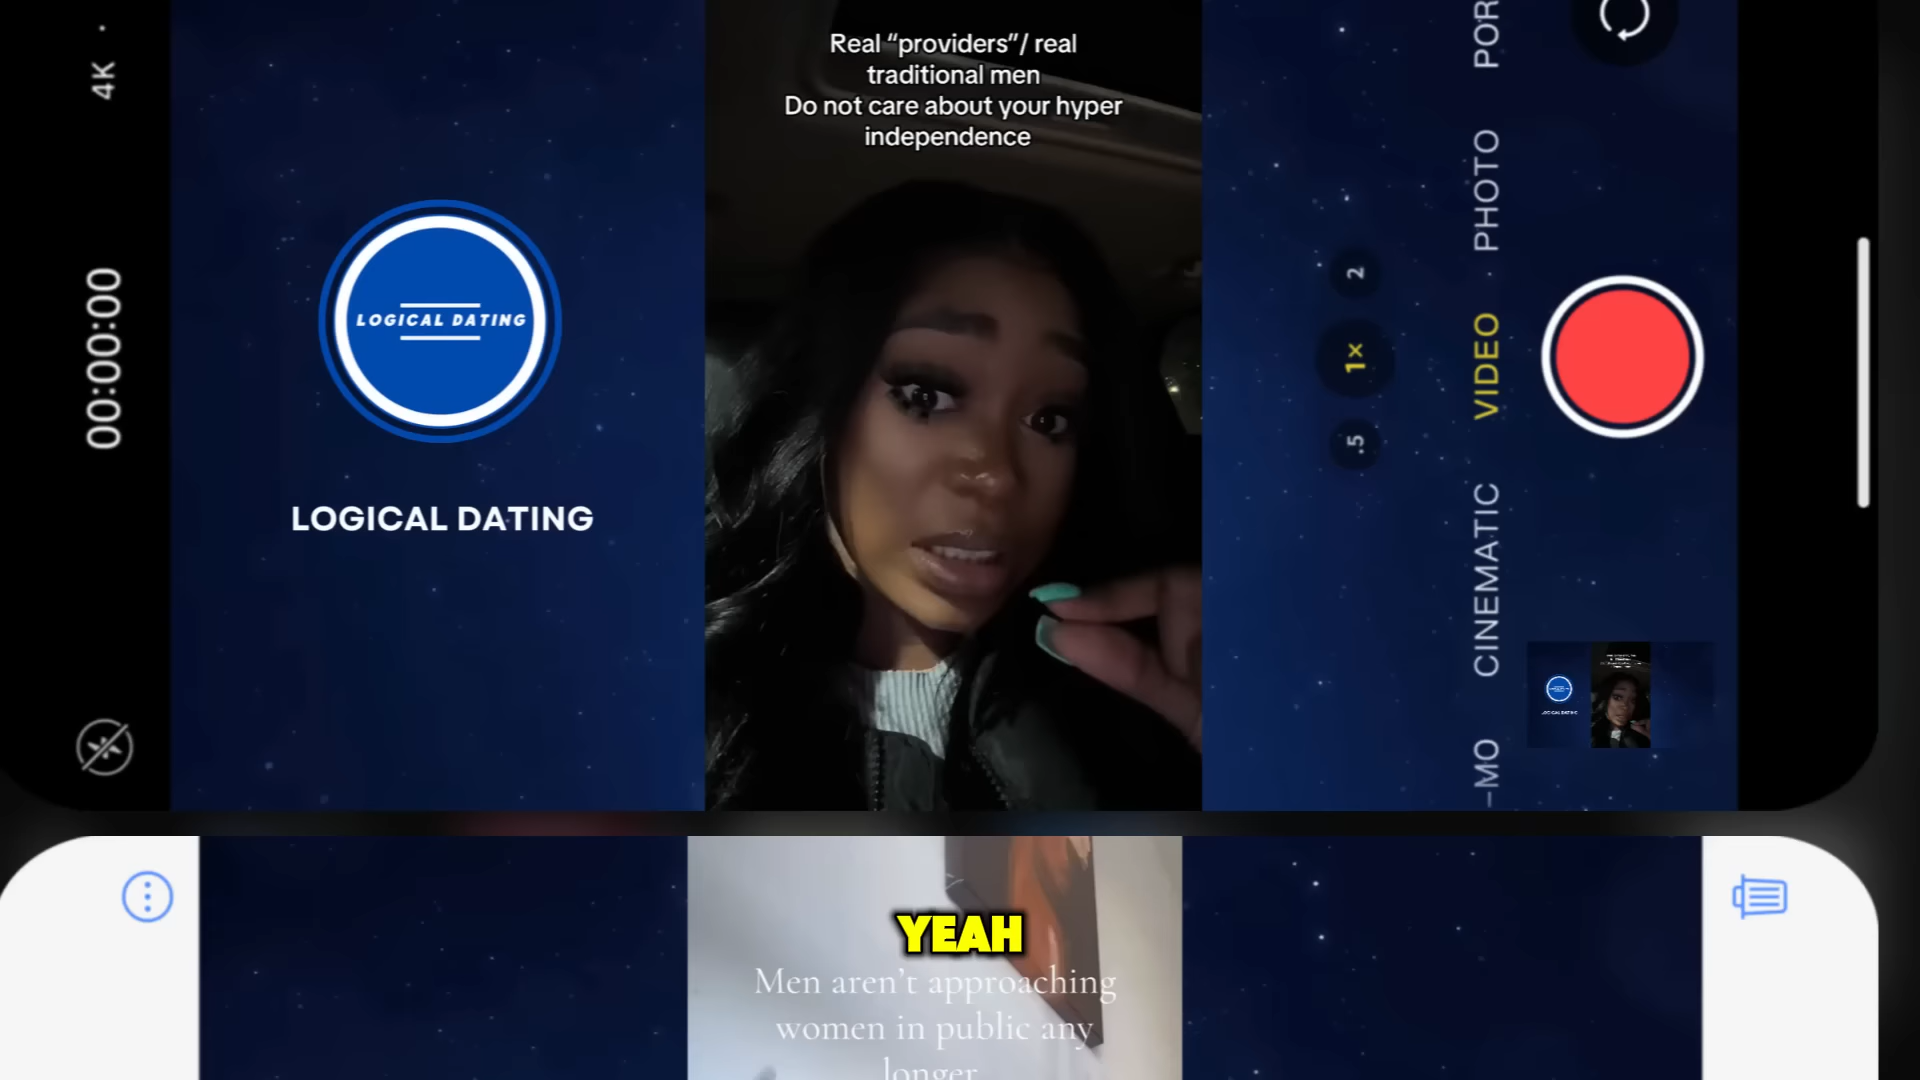 4K
00:00:00
LOGICAL DATING
LOGICAL DATING
Real “providers”/ real
traditional men
Do not care about your hyper
independence
2
1×
.5
POR
PHOTO
VIDEO
CINEMATIC
-MO
YEAH
Men aren’t approaching
women in public any
longer